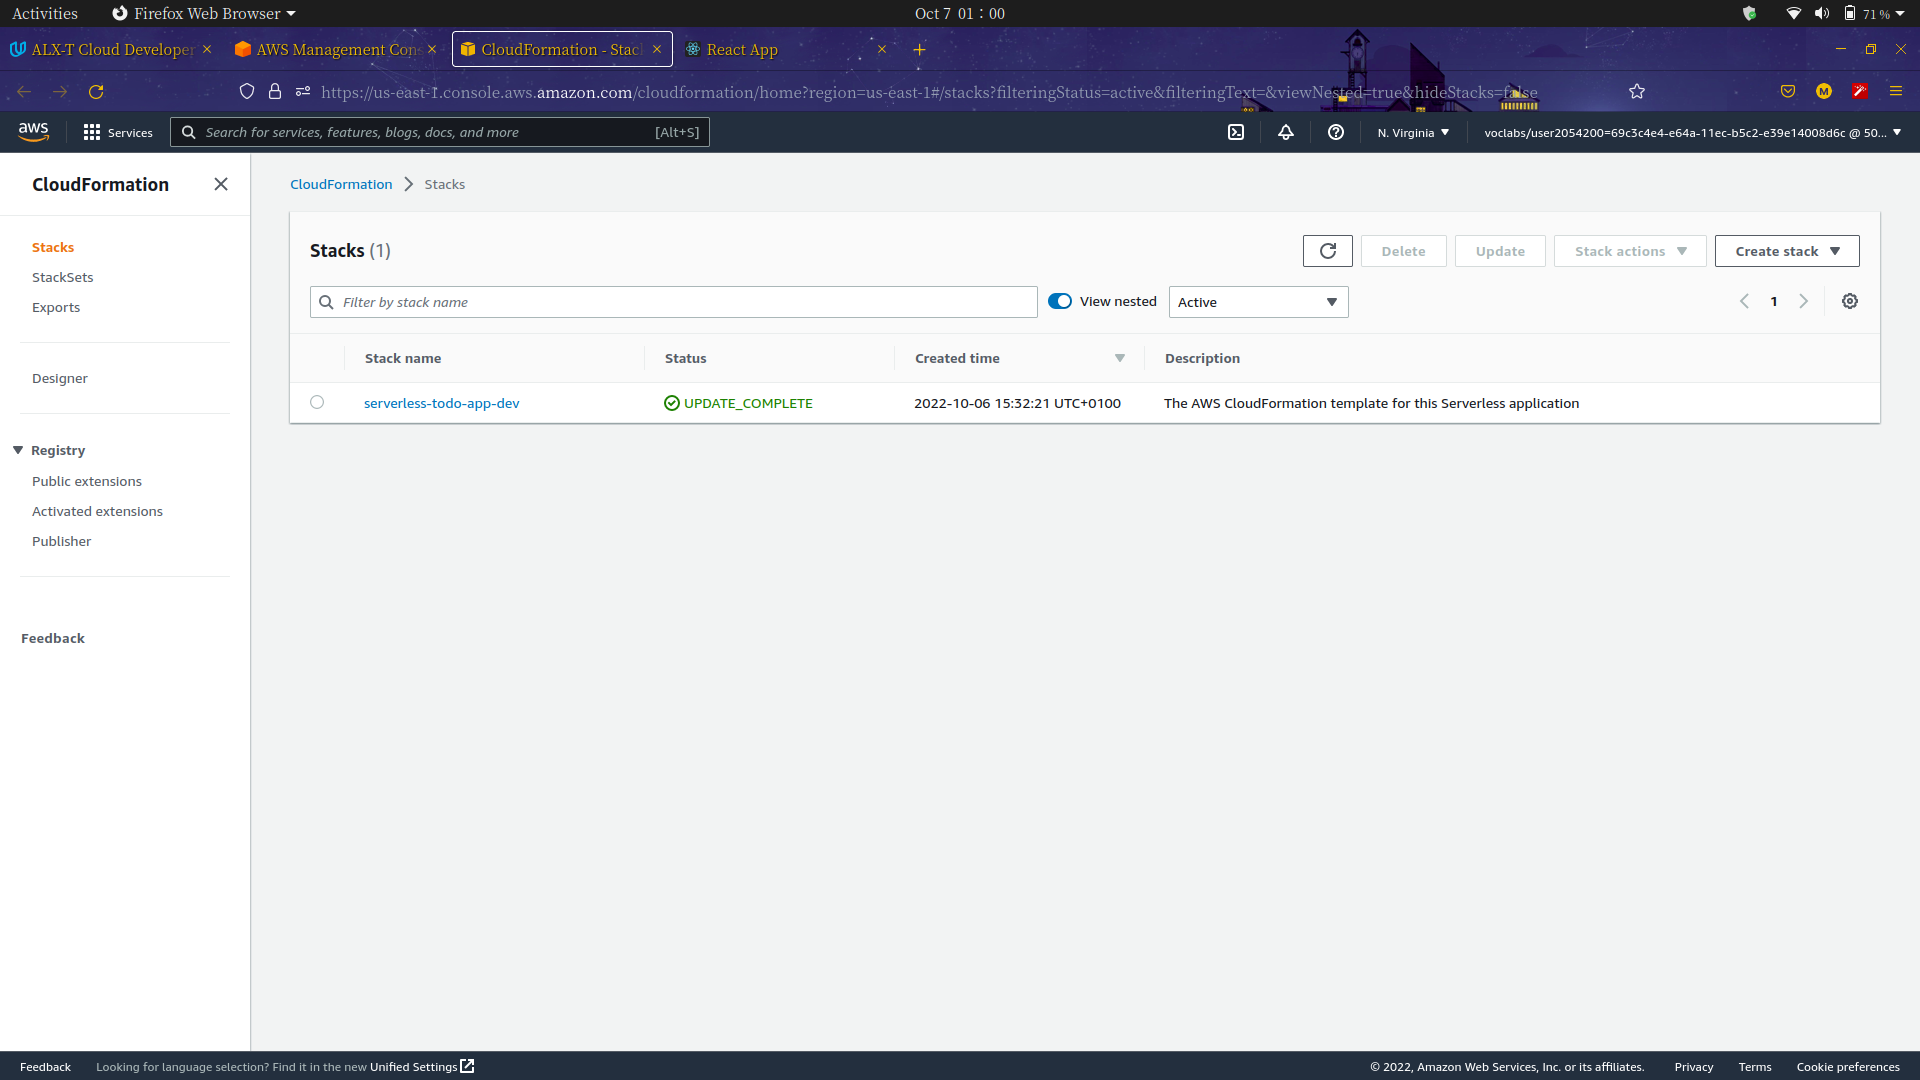 Activities
Firefox Web Browser
Oct 7 01:00
71 %
ALX-T Cloud Developer
AWS Management Con
CloudFormation - Stac
React App
https://us-east-1.console.aws.amazon.com/cloudformation/home?region=us-east-1#/stacks?filteringStatus=active&filteringText=&viewNested=true&hideStacks=false
M
aws
Services
Search for services, features, blogs, docs, and more
[Alt+S]
N. Virginia
voclabs/user2054200=69c3c4e4-e64a-11ec-b5c2-e39e14008d6c @ 50...
CloudFormation
Stacks
StackSets
Exports
Designer
Registry
Public extensions
Activated extensions
Publisher
Feedback
CloudFormation
Stacks
Stacks (1)
Delete
Update
Stack actions
Create stack
Filter by stack name
View nested
Active
1
Stack name
Status
Created time
Description
serverless-todo-app-dev
UPDATE_COMPLETE
2022-10-06 15:32:21 UTC+0100
The AWS CloudFormation template for this Serverless application
Feedback
Looking for language selection? Find it in the new Unified Settings
© 2022, Amazon Web Services, Inc. or its affiliates.
Privacy
Terms
Cookie preferences